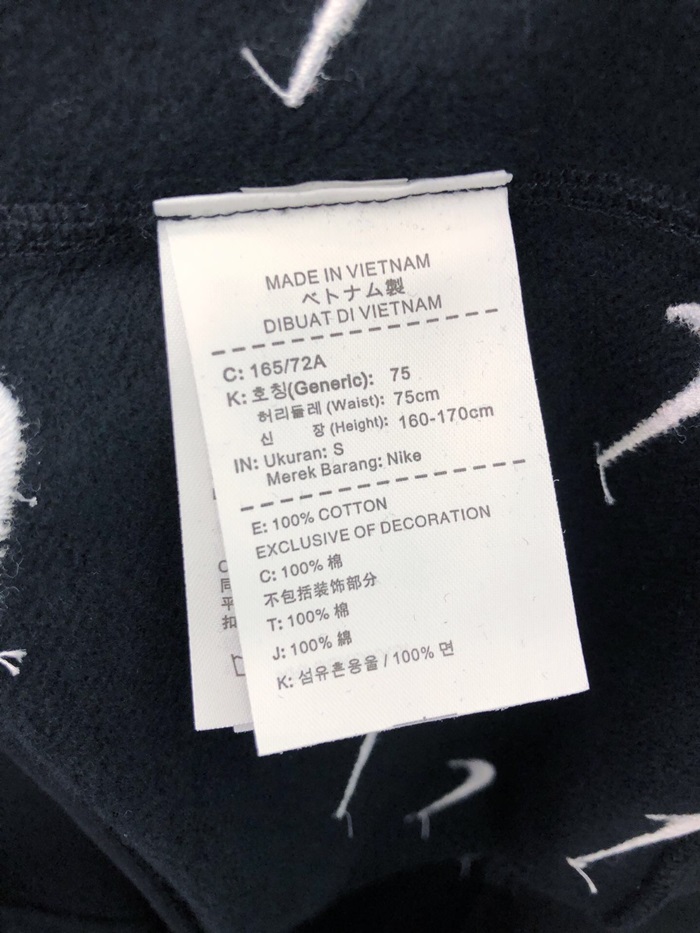 MADE IN VIETNAM
ベトナム製
DIBUAT DI VIETNAM
C: 165/72A
K: 호칭(Generic): 75
허리둘레 (Waist): 75cm
신 장 (Height): 160-170cm
IN: Ukuran: S
Merek Barang: Nike
E: 100% COTTON
EXCLUSIVE OF DECORATION
C: 100% 棉
不包括装饰部分
T: 100% 棉
J: 100% 綿
K: 섬유혼용율 / 100% 면
同
平
扣